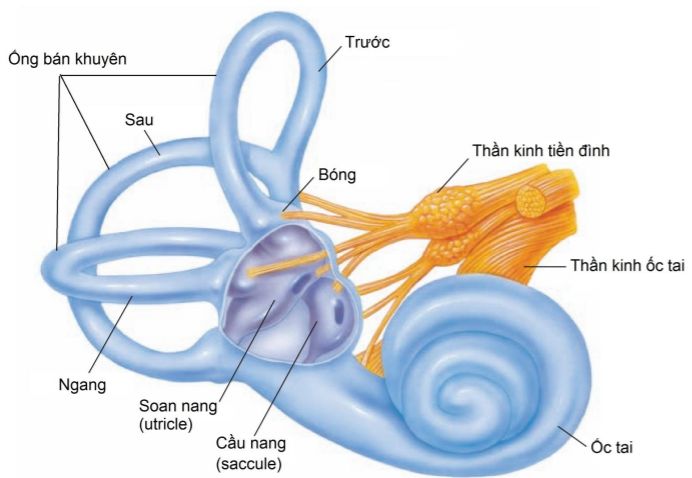 Trước
Ống bán khuyên
Sau
Thần kinh tiền đình
Bóng
Thần kinh ốc tai
Ngang
Soan nang
(utricle)
Cầu nang
(saccule)
Ốc tai